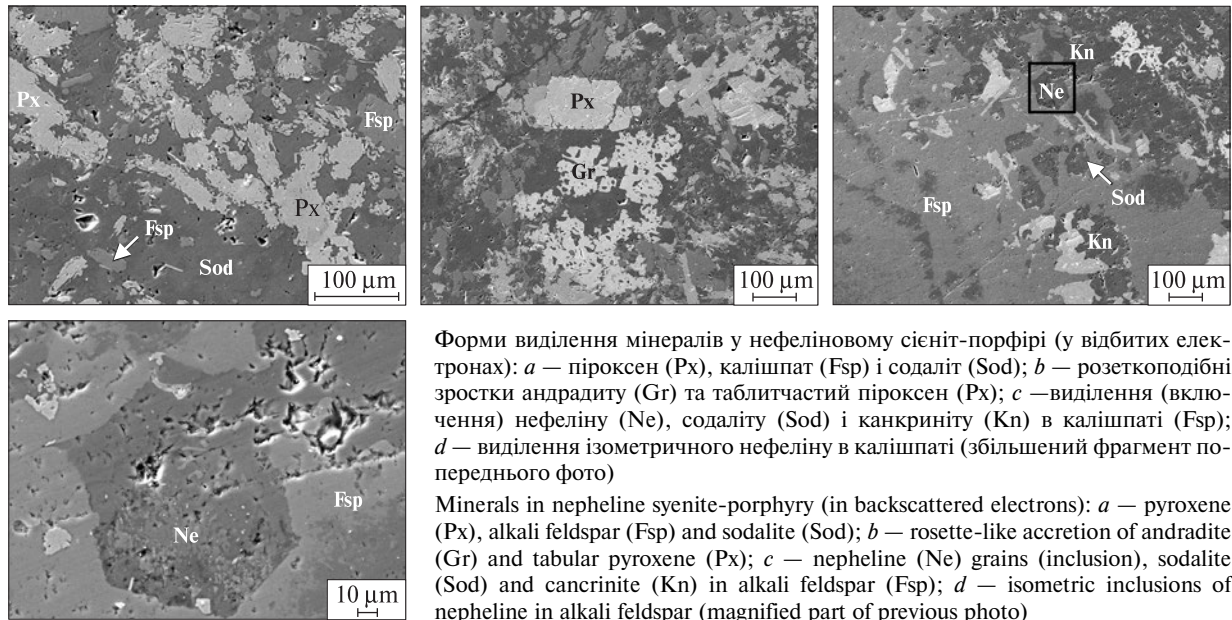 Px
Fsp
Px
Fsp
Sod
100 µm
Px
Gr
100 µm
Kn
Ne
Sod
Fsp
Kn
100 µm
Fsp
Ne
10 µm
Форми виділення мінералів у нефеліновому сієніт-порфірі (у відбитих елек-
тронах): a — піроксен (Px), калішпат (Fsp) і содаліт (Sod); b — розеткоподібні
зростки андрадиту (Gr) та таблитчастий піроксен (Px); c —виділення (вклю-
чення) нефеліну (Ne), содаліту (Sod) і канкриніту (Kn) в калішпаті (Fsp);
d — виділення ізометричного нефеліну в калішпаті (збільшений фрагмент по-
переднього фото)
Minerals in nepheline syenite-porphyry (in backscattered electrons): a — pyroxene
(Px), alkali feldspar (Fsp) and sodalite (Sod); b — rosette-like accretion of andradite
(Gr) and tabular pyroxene (Px); c — nepheline (Ne) grains (inclusion), sodalite
(Sod) and cancrinite (Kn) in alkali feldspar (Fsp); d — isometric inclusions of
nepheline in alkali feldspar (magnified part of previous photo)